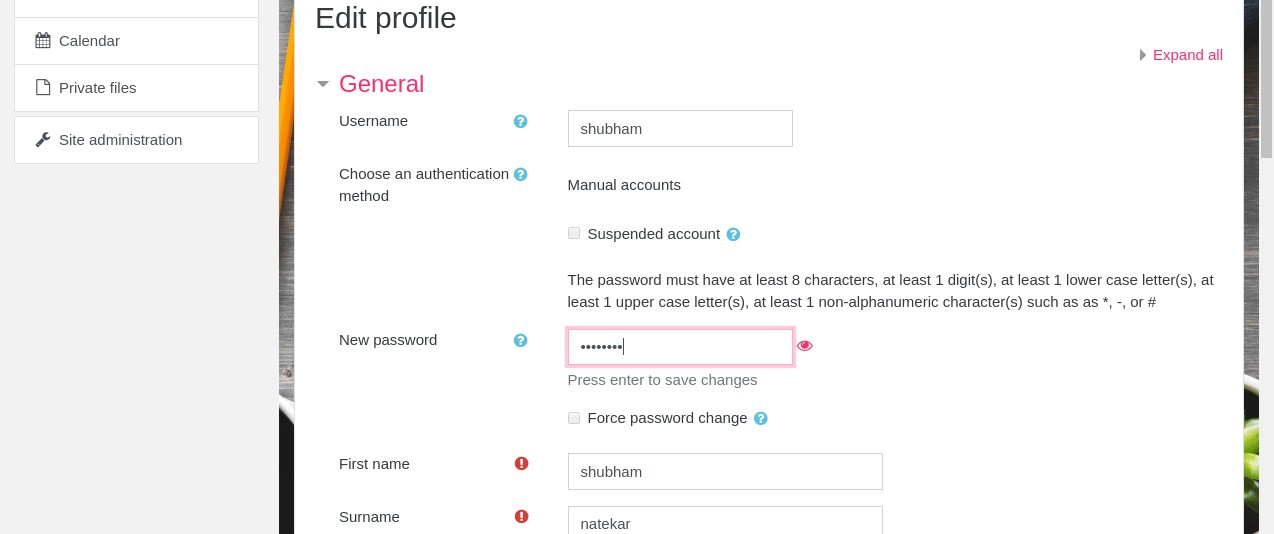 Edit profile
Calendar
Expand all
General
Private files
Username
shubham
Site administration
Choose an authentication method
Manual accounts
Suspended account
The password must have at least 8 characters, at least 1 digit(s), at least 1 lower case letter(s), at
least 1 upper case letter(s), at least 1 non-alphanumeric character(s) such as as *, -, or #
New password
••••••••
Press enter to save changes
Force password change
First name
shubham
Surname
natekar